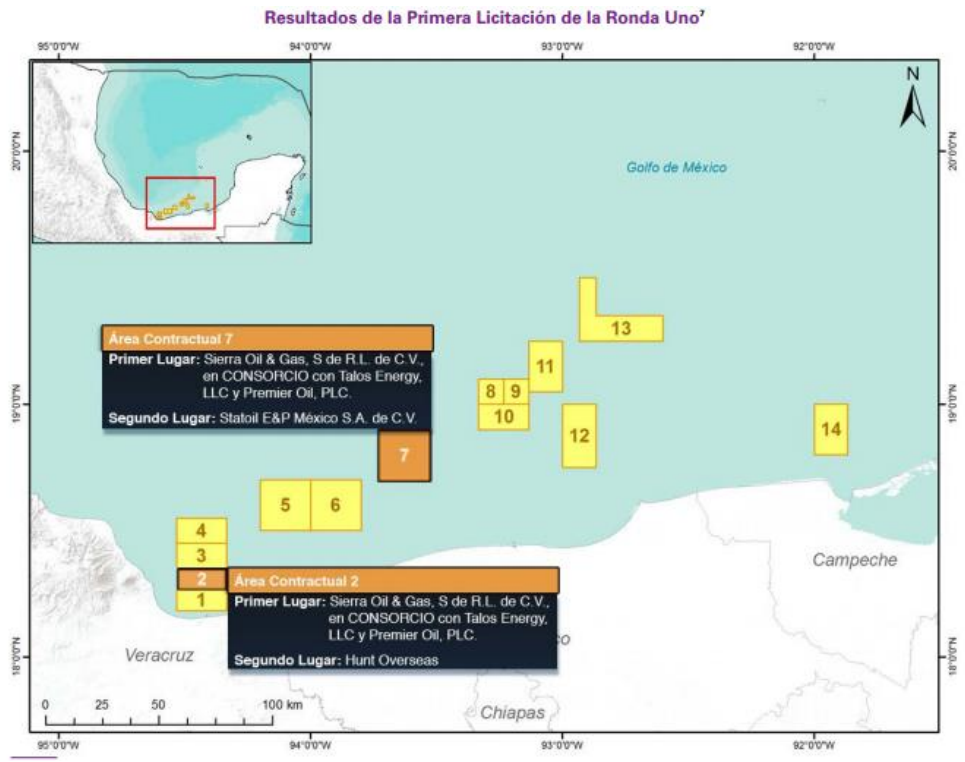 Resultados de la Primera Licitación de la Ronda Uno⁷
95°0'0"W 94°0'0"W 93°0'0"W 92°0'0"W
N
20°0'0"N 20°0'0"N
Golfo de México
13
Área Contractual 7
Primer Lugar: Sierra Oil & Gas, S de R.L. de C.V.,
en CONSORCIO con Talos Energy,
LLC y Premier Oil, PLC.
Segundo Lugar: Statoil E&P México S.A. de C.V.
11
8 9
10
19°0'0"N 19°0'0"N
12
14
7
5 6
4
3
2
1
Campeche
Área Contractual 2
Primer Lugar: Sierra Oil & Gas, S de R.L. de C.V.,
en CONSORCIO con Talos Energy,
LLC y Premier Oil, PLC.
Segundo Lugar: Hunt Overseas
co
18°0'0"N 18°0'0"N
Veracruz
Chiapas
0 25 50 100 km
95°0'0"W 94°0'0"W 93°0'0"W 92°0'0"W